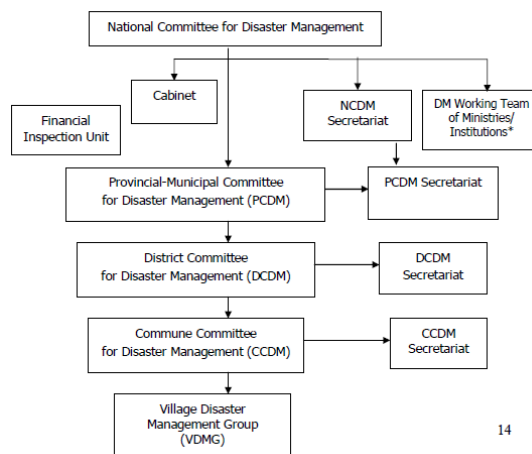 National Committee for Disaster Management
Cabinet
Financial
Inspection Unit
NCDM
Secretariat
DM Working Team
of Ministries/
Institutions*
Provincial-Municipal Committee
for Disaster Management (PCDM)
PCDM Secretariat
District Committee
for Disaster Management (DCDM)
DCDM
Secretariat
Commune Committee
for Disaster Management (CCDM)
CCDM
Secretariat
Village Disaster
Management Group
(VDMG)
14